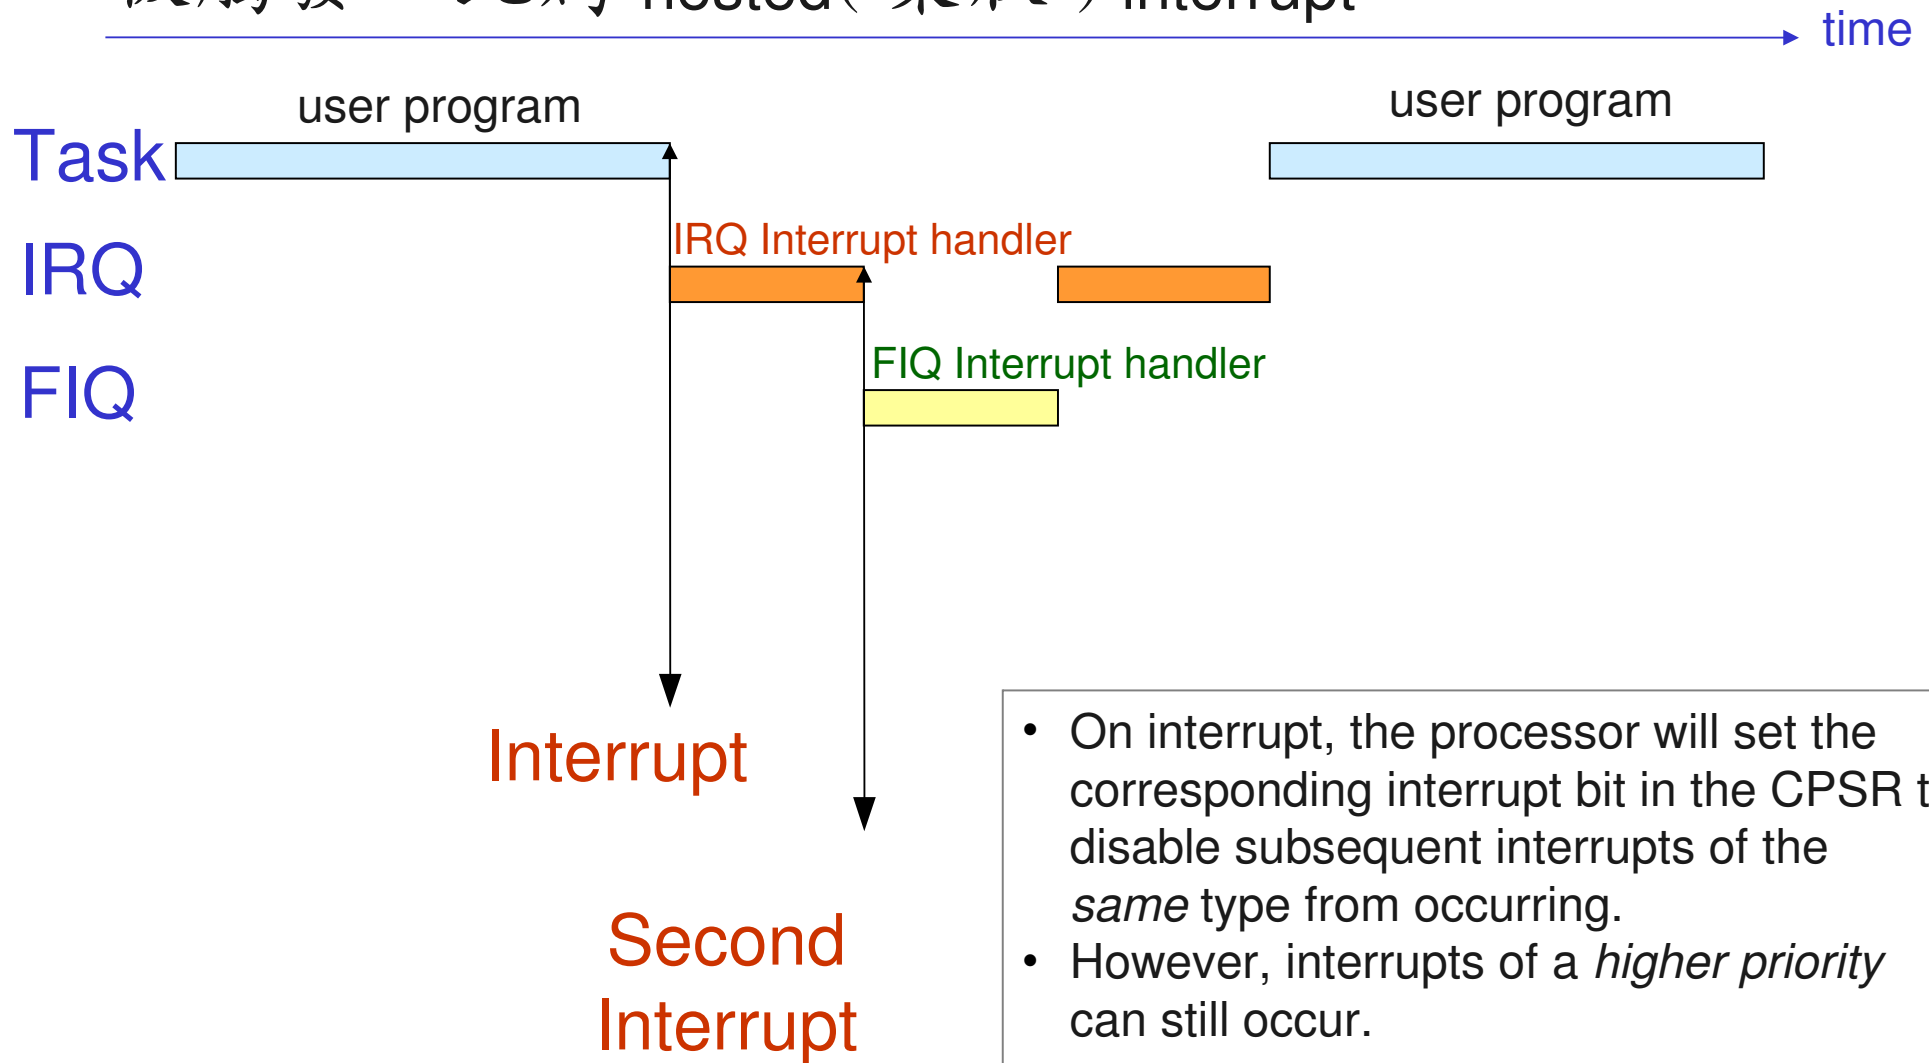 hosted( ) interrupt
time
user program
user program
Task
IRQ Interrupt handler
IRQ
FIQ Interrupt handler
FIQ
Interrupt
Second
Interrupt
• On interrupt, the processor will set the
corresponding interrupt bit in the CPSR t
disable subsequent interrupts of the
same type from occurring.
• However, interrupts of a higher priority
can still occur.